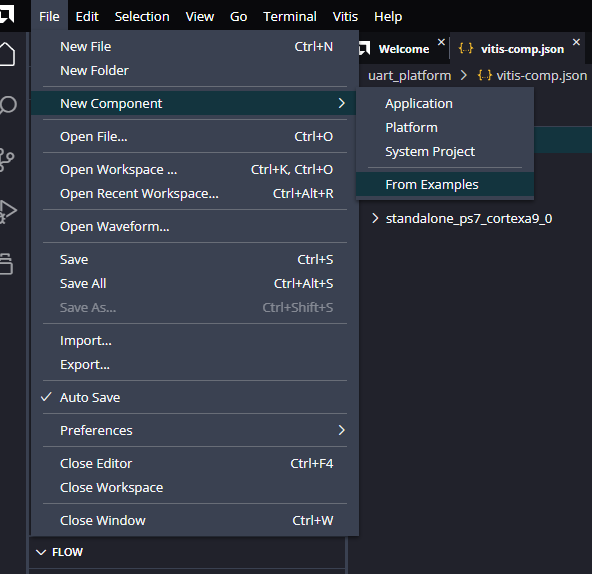 File Edit Selection View Go Terminal Vitis Help
Welcome × {..} vitis-comp.json ×
uart_platform > {..} vitis-comp.json
New File Ctrl+N
New Folder
New Component >
Application
Platform
System Project
From Examples
standalone_ps7_cortexa9_0
Open File... Ctrl+O
Open Workspace ... Ctrl+K, Ctrl+O
Open Recent Workspace... Ctrl+Alt+R
Open Waveform...
Save Ctrl+S
Save All Ctrl+Alt+S
Save As... Ctrl+Shift+S
Import...
Export...
Auto Save
Preferences >
Close Editor Ctrl+F4
Close Workspace
Close Window Ctrl+W
FLOW